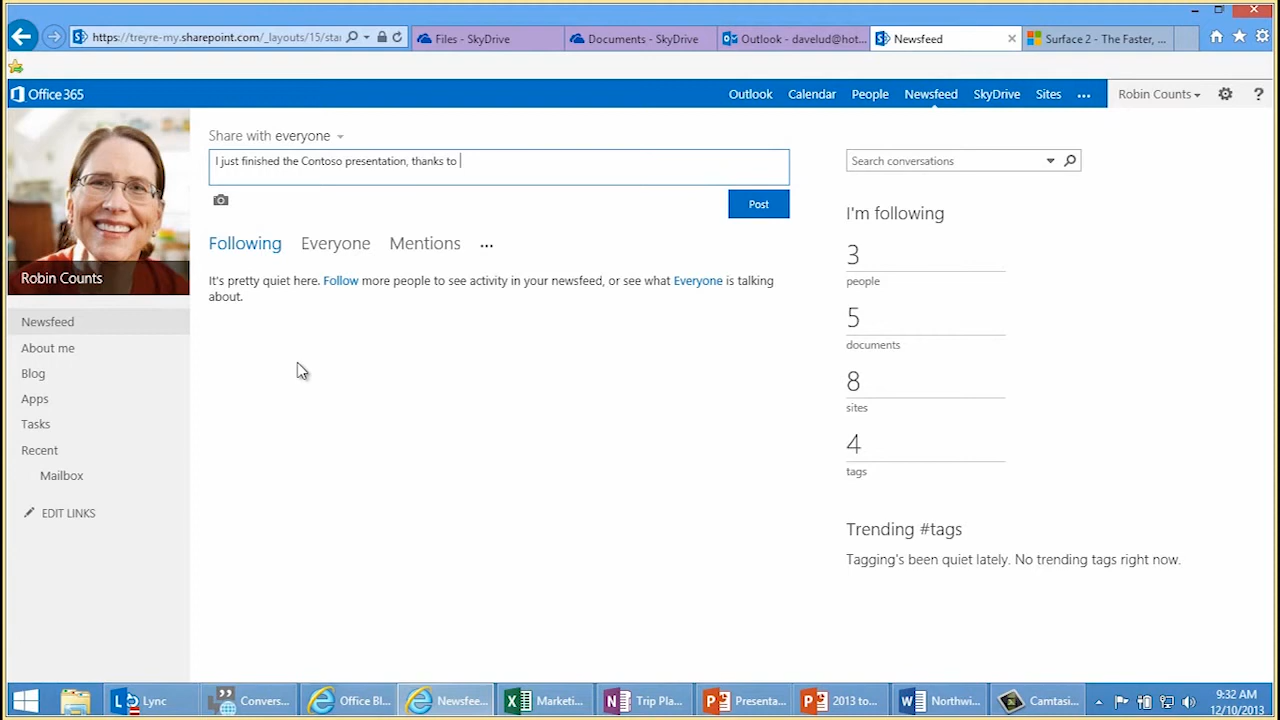 https://treyre-my.sharepoint.com/_layouts/15/sta
Files - SkyDrive
Documents - SkyDrive
Outlook - davelud@hot...
Newsfeed
Surface 2 - The Faster, ...
Office 365
Outlook
Calendar
People
Newsfeed
SkyDrive
Sites
...
Robin Counts
?
Share with everyone
I just finished the Contoso presentation, thanks to
Post
Search conversations
Robin Counts
Following
Everyone
Mentions
...
It's pretty quiet here. Follow more people to see activity in your newsfeed, or see what Everyone is talking
about.
Newsfeed
About me
Blog
Apps
Tasks
Recent
Mailbox
EDIT LINKS
I'm following
3
people
5
documents
8
sites
4
tags
Trending #tags
Tagging's been quiet lately. No trending tags right now.
Lync
Convers...
Office Bl...
Newsfee...
Marketi...
Trip Pla...
Presenta...
2013 to...
Northwi...
Camtasi...
9:32 AM
12/10/2013